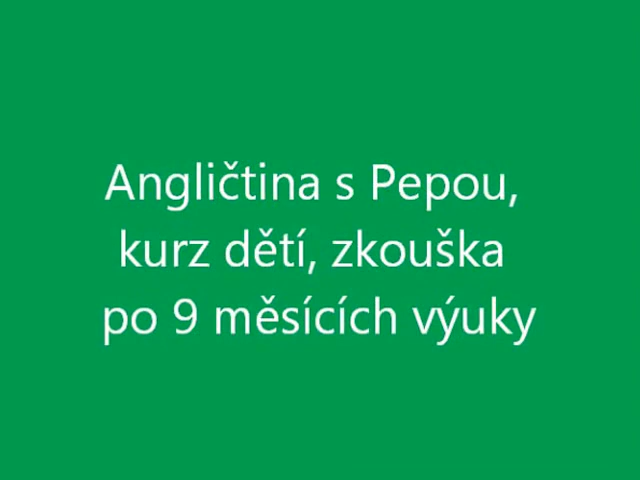 Angličtina s Pepou,
kurz dětí, zkouška
po 9 měsících výuky